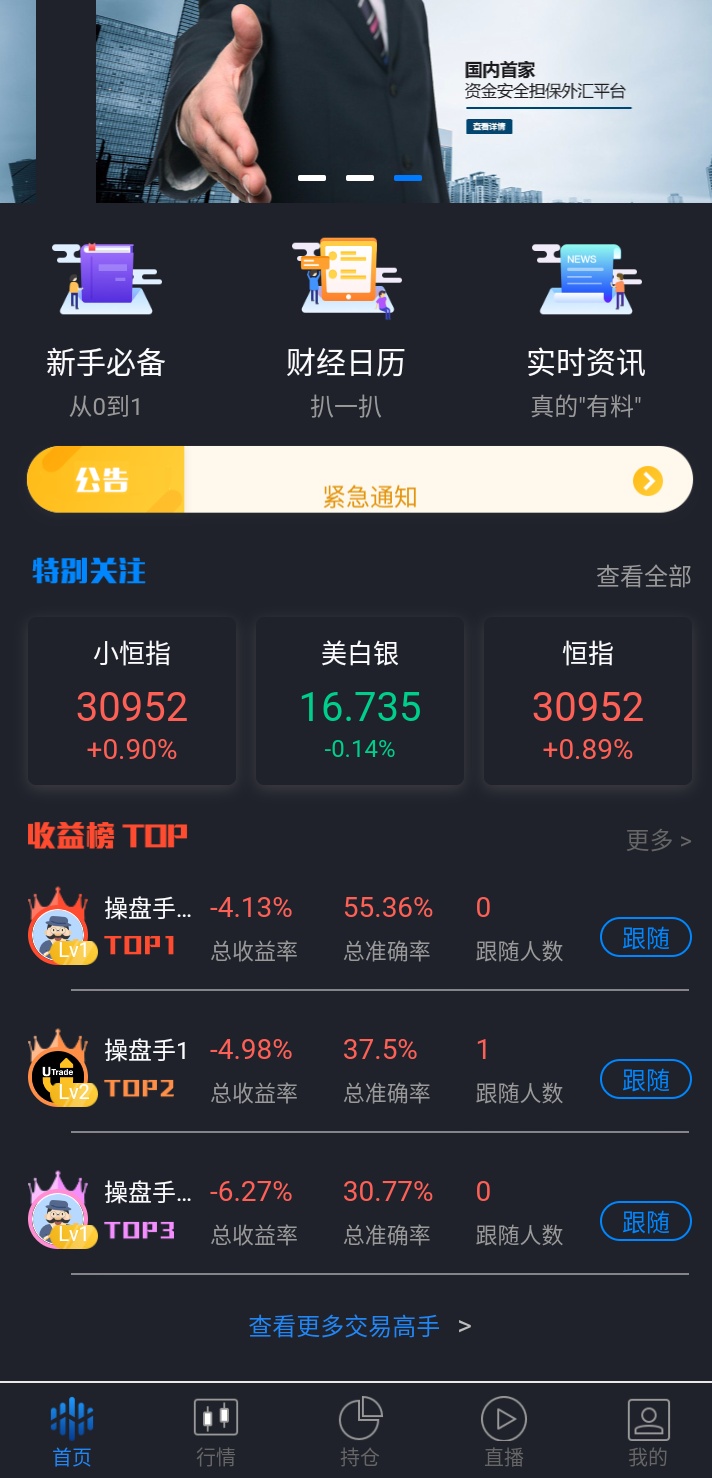 国内首家
资金安全担保外汇平台
查看详情
NEWS
新手必备
财经日历
实时资讯
从0到1
扒一扒
真的"有料"
公告
紧急通知
特别关注
查看全部
小恒指
美白银
恒指
30952
16.735
30952
+0.90%
-0.14%
+0.89%
收益榜 TOP
更多 >
操盘手... -4.13% 55.36% 0
Lv1 TOP1 总收益率 总准确率 跟随人数
跟随
操盘手1 -4.98% 37.5% 1
UTrade
Lv2 TOP2 总收益率 总准确率 跟随人数
跟随
操盘手... -6.27% 30.77% 0
Lv1 TOP3 总收益率 总准确率 跟随人数
跟随
查看更多交易高手 >
首页
行情
持仓
直播
我的